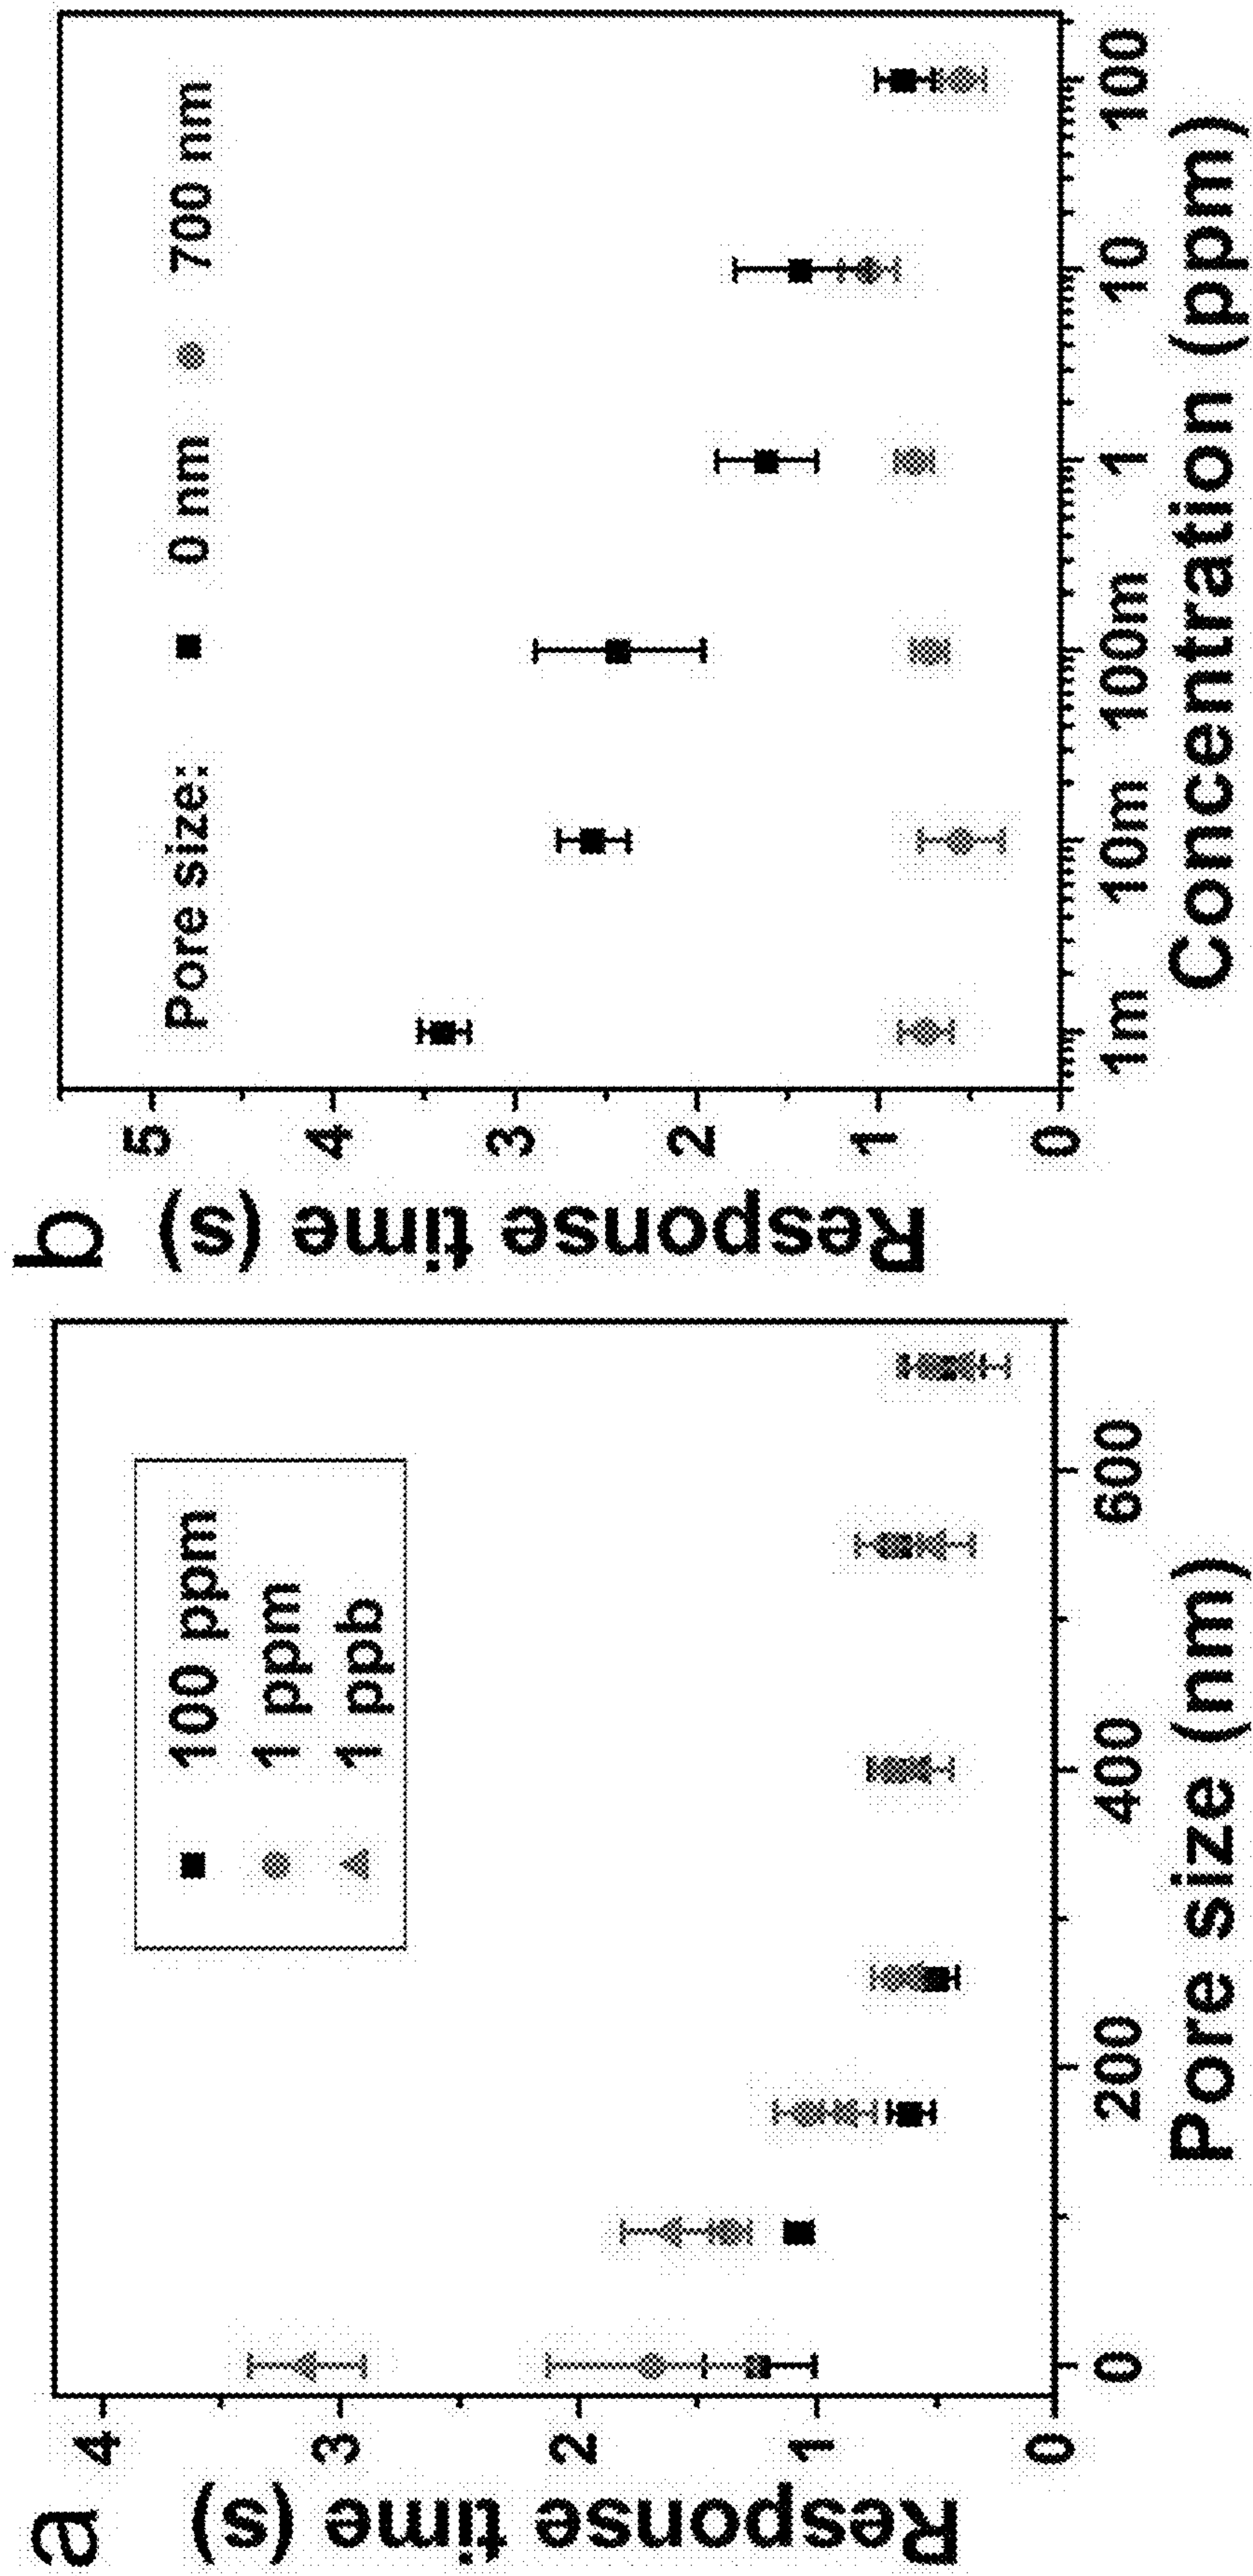 a
Response time (s)
4
3
2
1
0
100 ppm
1 ppm
1 ppb
0
200
400
600
Pore size (nm)
b
Response time (s)
5
4
3
2
1
0
Pore size: 0 nm 700 nm
1m
10m
100m
1
10
100
Concentration (ppm)